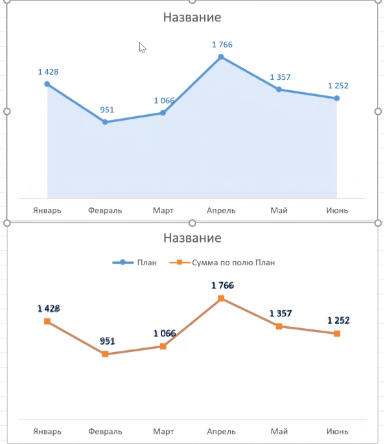 Название
1 766
1 428
1 357
1 252
951
1 066
Январь Февраль Март Апрель Май Июнь
Название
План Сумма по полю План
1 766
1 428
1 357
1 252
1 066
951
Январь Февраль Март Апрель Май Июнь